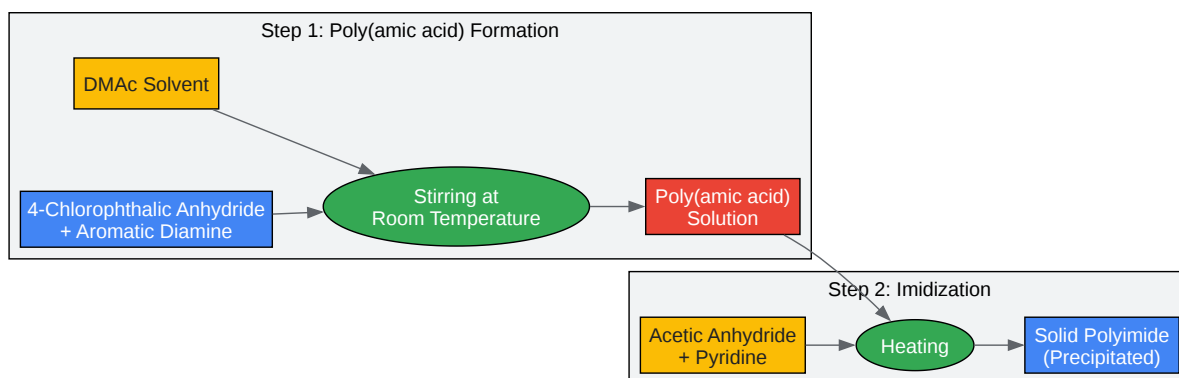 Step 1: Poly(amic acid) Formation
DMAc Solvent
4-Chlorophthalic Anhydride
+ Aromatic Diamine
Stirring at
Room Temperature
Poly(amic acid)
Solution
Step 2: Imidization
Acetic Anhydride
+ Pyridine
Heating
Solid Polyimide
(Precipitated)